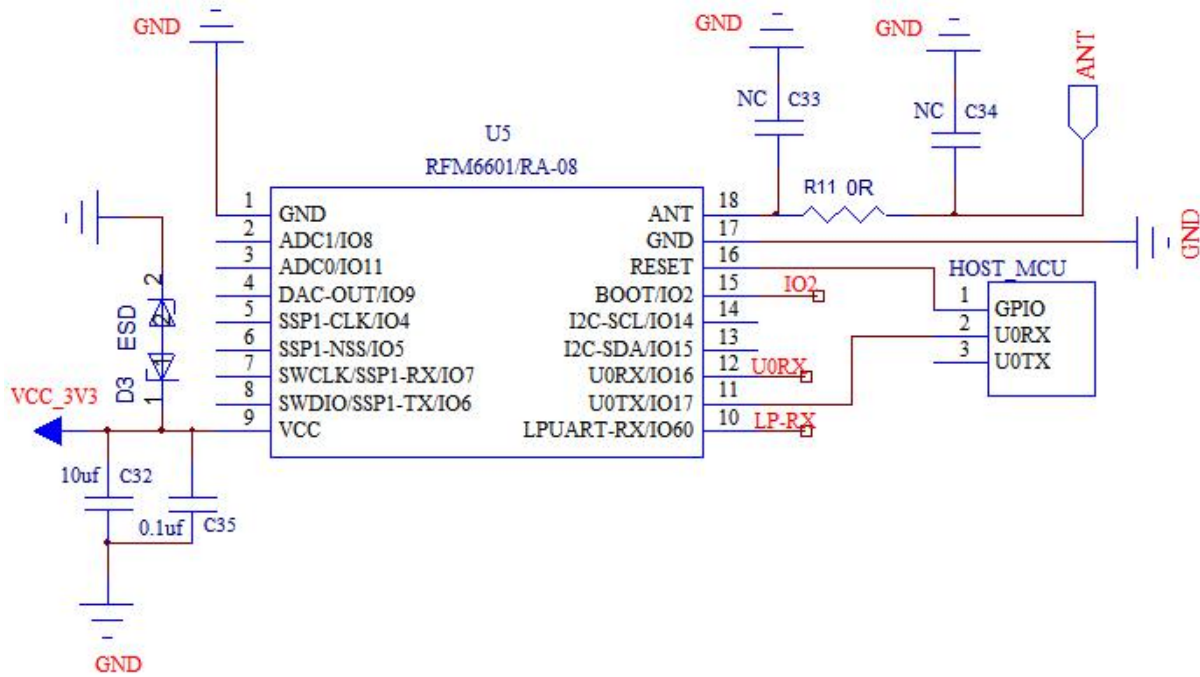 GND
GND
GND
ANT
NC
C33
NC
C34
U5
RFM6601/RA-08
R11 0R
1
GND
ANT
18
2
ADC1/IO8
GND
17
GND
3
ADC0/IO11
RESET
16
HOST_MCU
4
DAC-OUT/IO9
BOOT/IO2
15
IO2
1
GPIO
5
SSP1-CLK/IO4
I2C-SCL/IO14
14
2
U0RX
6
SSP1-NSS/IO5
I2C-SDA/IO15
13
3
U0TX
7
SWCLK/SSP1-RX/IO7
U0RX/IO16
12
U0RX
8
SWDIO/SSP1-TX/IO6
U0TX/IO17
11
9
VCC
LPUART-RX/IO60
10
LP-RX
2
2
ESD
1
D3
1
VCC_3V3
10uf
C32
0.1uf
C35
GND